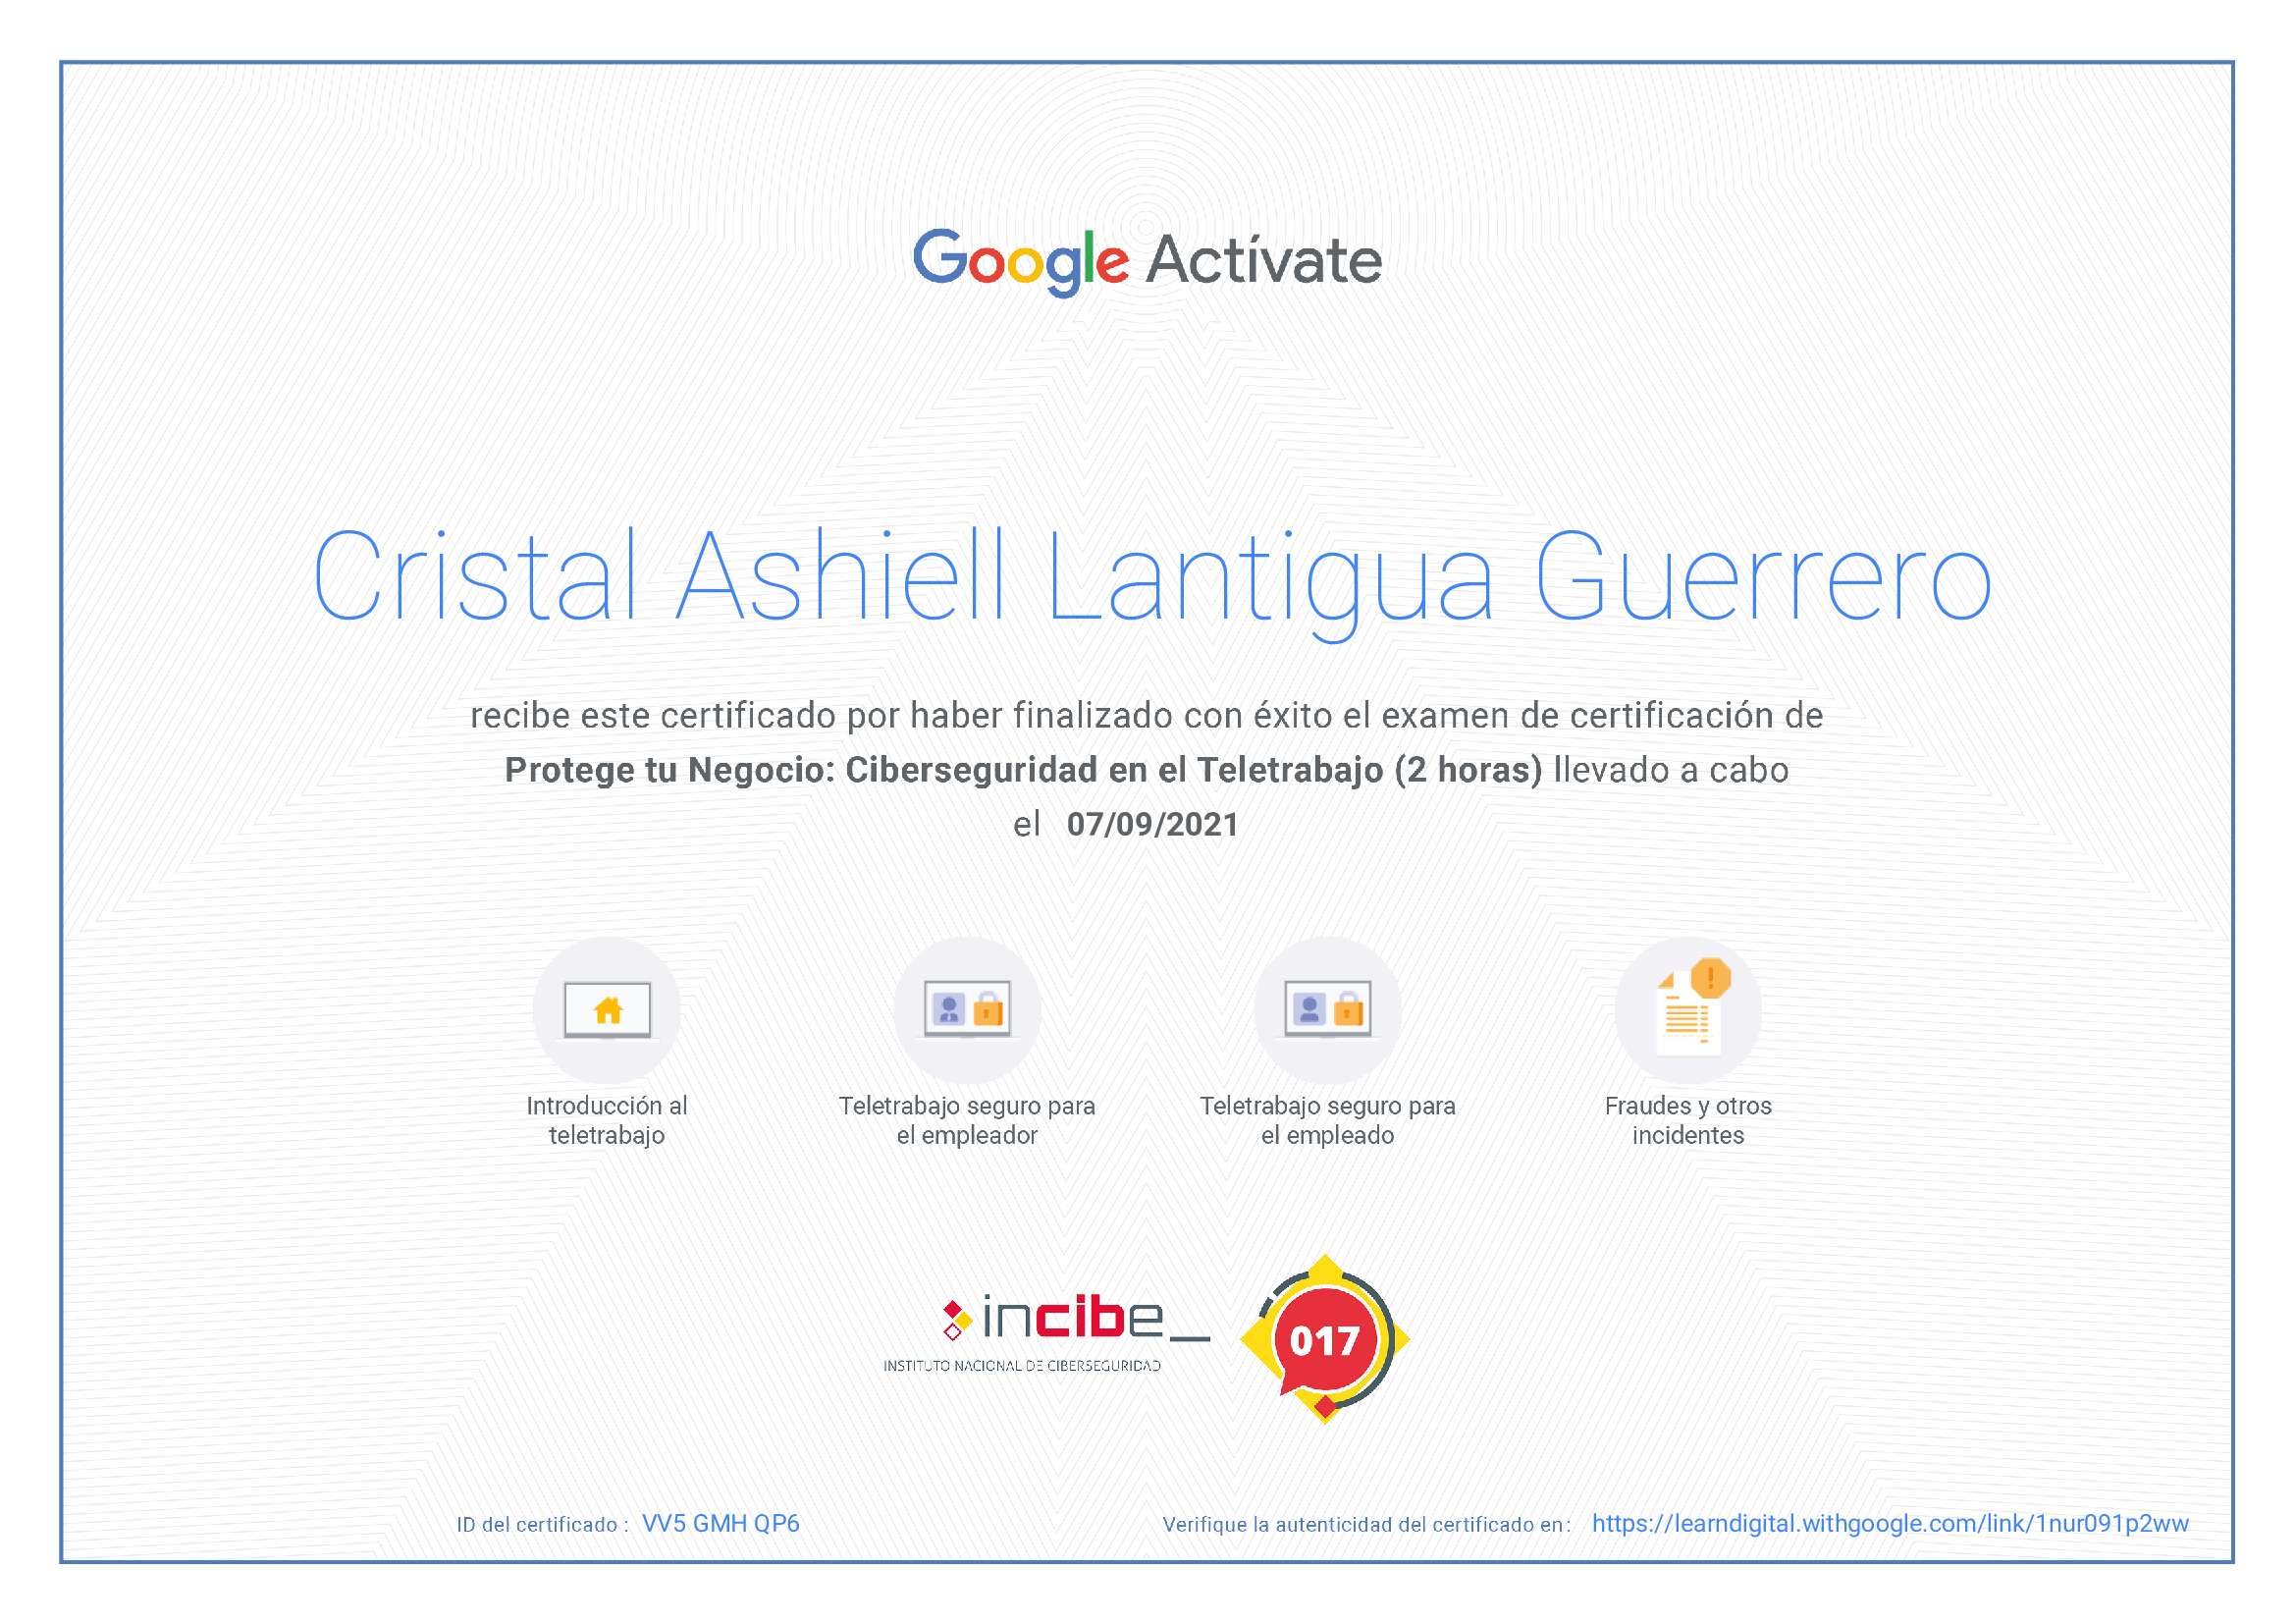 Google Actívate
Cristal Ashiell Lantigua Guerrero
recibe este certificado por haber finalizado con éxito el examen de certificación de
Protege tu Negocio: Ciberseguridad en el Teletrabajo (2 horas) llevado a cabo
el 07/09/2021
Introducción al
teletrabajo
Teletrabajo seguro para
el empleador
Teletrabajo seguro para
el empleado
Fraudes y otros
incidentes
incibe_
INSTITUTO NACIONAL DE CIBERSEGURIDAD
017
ID del certificado : VV5 GMH QP6
Verifique la autenticidad del certificado en: https://learndigital.withgoogle.com/link/1nur091p2ww